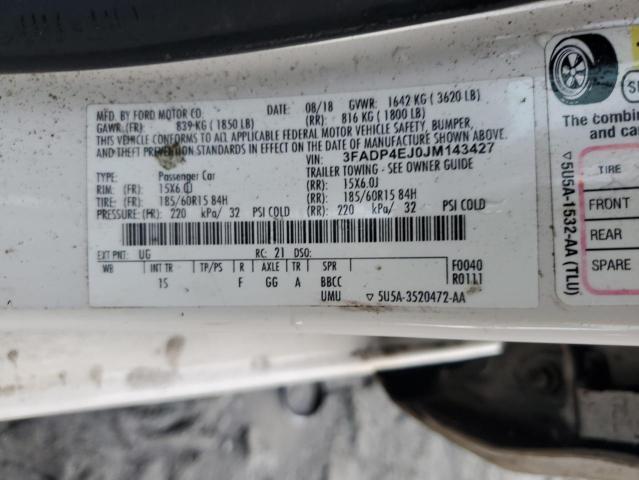 MFD. BY FORD MOTOR CO. DATE: 08/18 GVWR: 1642 KG ( 3620 LB)
GAWR:(FR): 839 KG ( 1850 LB) (RR): 816 KG ( 1800 LB)
THIS VEHICLE CONFORMS TO ALL APPLICABLE FEDERAL MOTOR VEHICLE SAFETY, BUMPER,
AND THEFT PREVENTION STANDARDS IN EFFECT ON THE DATE OF MANUFACTURE SHOWN ABOVE.
VIN: 3FADP4EJ0JM143427
TYPE: Passenger Car TRAILER TOWING - SEE OWNER GUIDE
RIM: (FR): 15X6.0J (RR): 15X6.0J
TIRE: (FR): 185/60R15 84H (RR): 185/60R15 84H
PRESSURE: (FR): 220 kPa/ 32 PSI COLD (RR): 220 kPa/ 32 PSI COLD
EXT PNT: UG RC: 21 DSO:
WB INT TR TP/PS R AXLE TR SPR F0040
IS F GG A BBCC R0111
UMU ▽ 5U5A-3520472-AA
The combin
and ca
TIRE
FRONT
REAR
SPARE
▽5U5A-1532-AA (TLU)